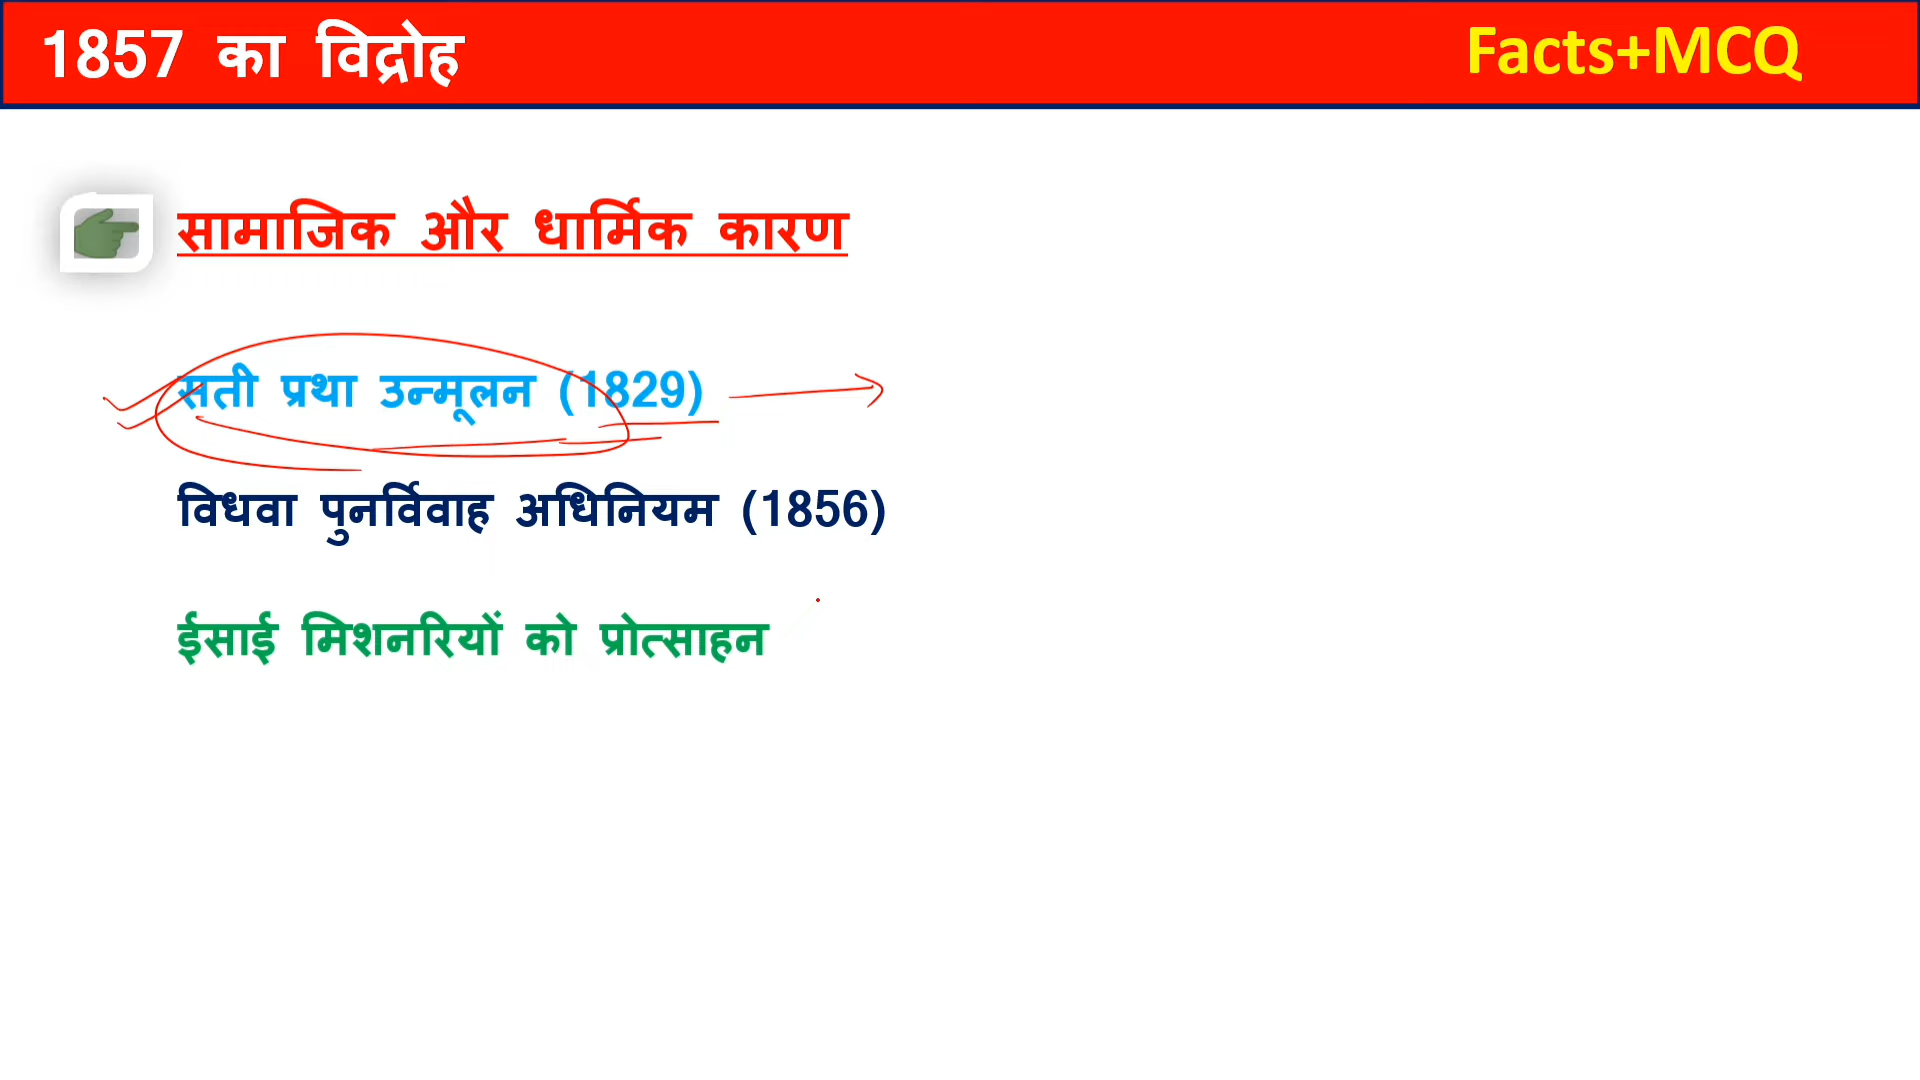 1857 का विद्रोह
Facts+MCQ
सामाजिक और धार्मिक कारण
सती प्रथा उन्मूलन (1829)
विधवा पुनर्विवाह अधिनियम (1856)
ईसाई मिशनरियों को प्रोत्साहन